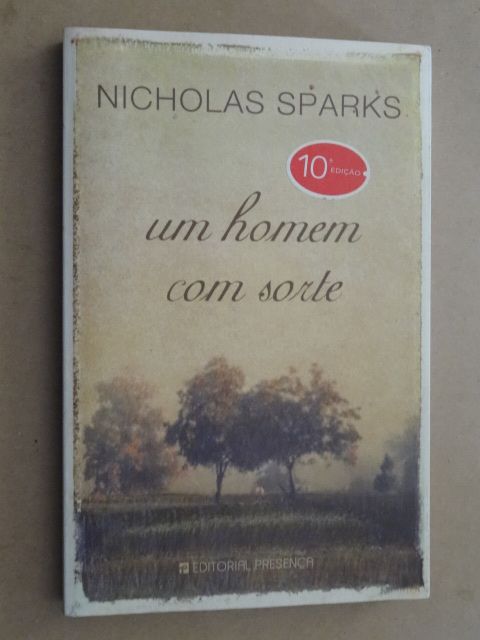 NICHOLAS SPARKS
10ª EDIÇÃO
um homem
com sorte
EDITORIAL PRESENÇA